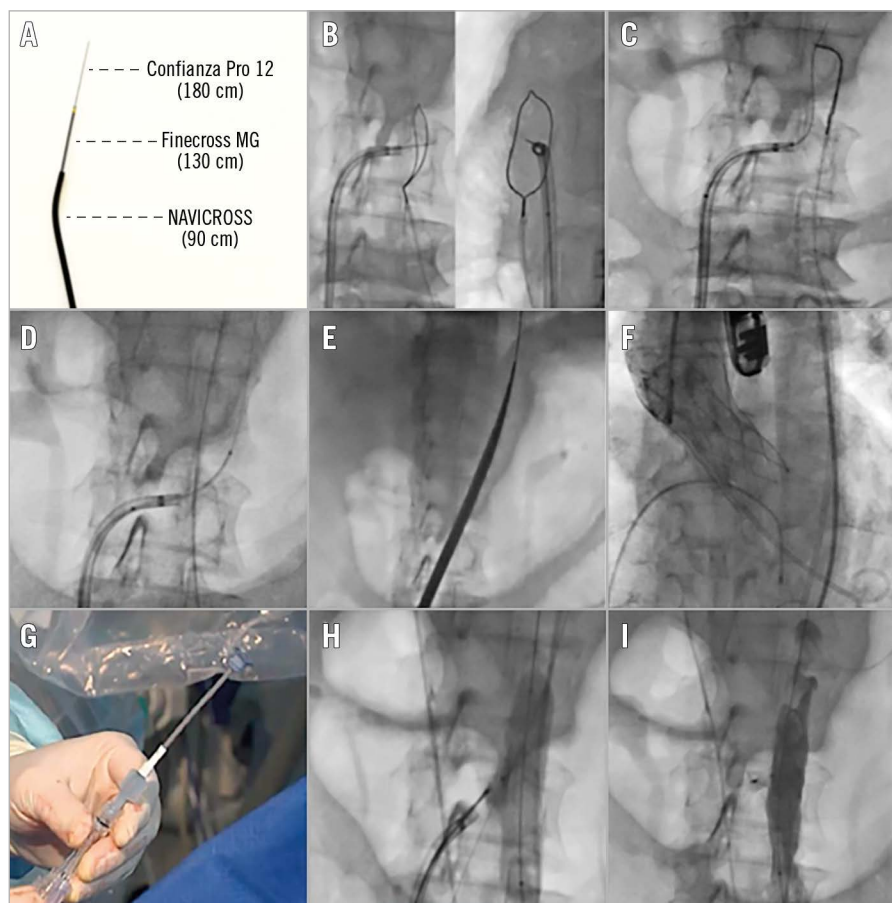 A
Confianza Pro 12
(180 cm)
Finecross MG
(130 cm)
NAVICROSS
(90 cm)
B
C
D
E
F
G
H
I